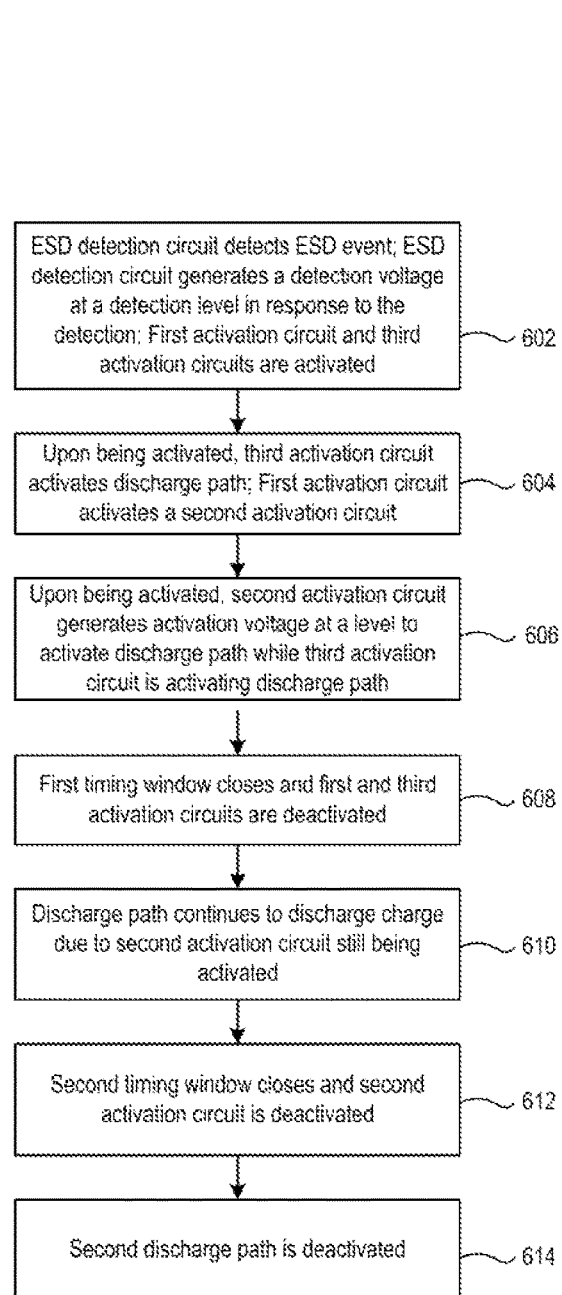 ESD detection circuit detects ESD event; ESD
detection circuit generates a detection voltage
at a detection level in response to the
detection; First activation circuit and third
activation circuits are activated
602
Upon being activated, third activation circuit
activates discharge path; First activation circuit
activates a second activation circuit
604
Upon being activated, second activation circuit
generates activation voltage at a level to
activate discharge path while third activation
circuit is activating discharge path
606
First timing window closes and first and third
activation circuits are deactivated
608
Discharge path continues to discharge charge
due to second activation circuit still being
activated
610
Second timing window closes and second
activation circuit is deactivated
612
Second discharge path is deactivated
614